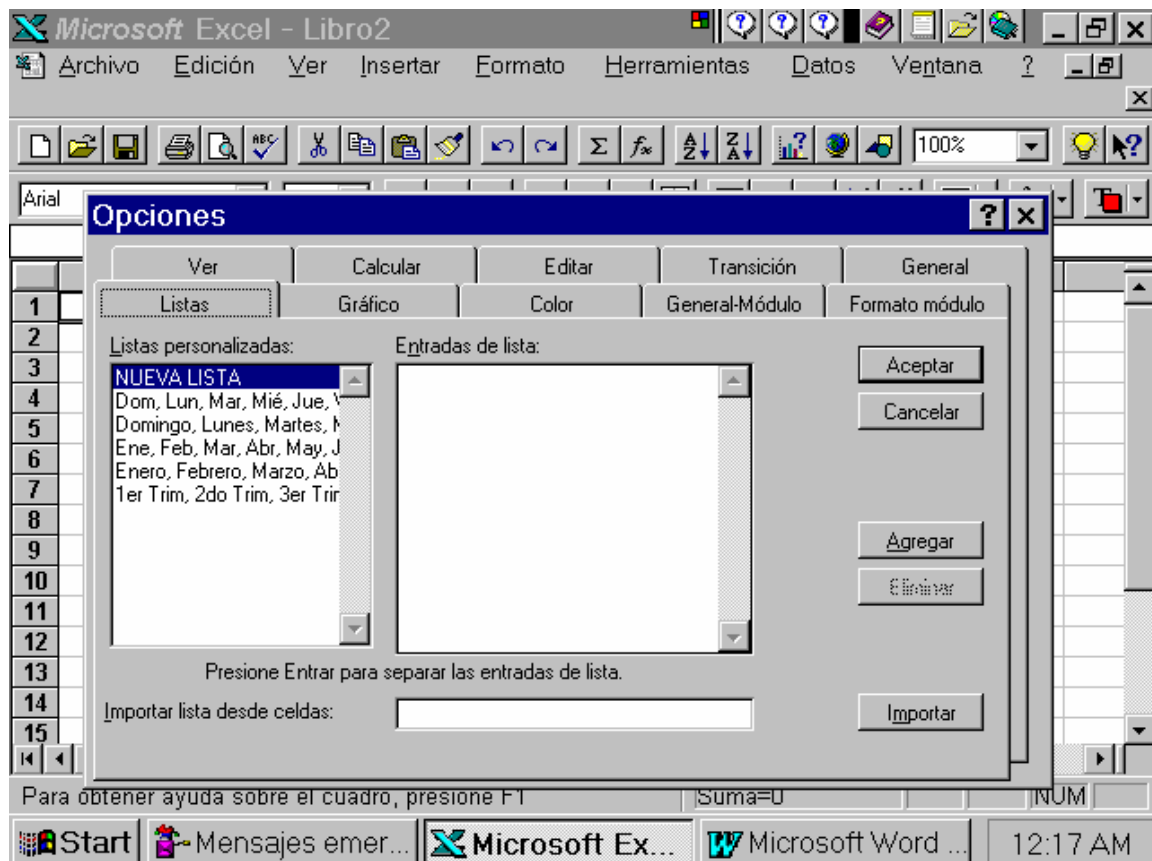 Microsoft Excel - Libro2
Archivo Edición Ver Insertar Formato Herramientas Datos Ventana ?
100%
Arial
Opciones
Ver Calcular Editar Transición General
Listas Gráfico Color General-Módulo Formato módulo
Listas personalizadas: Entradas de lista:
NUEVA LISTA
Dom, Lun, Mar, Mié, Jue,
Domingo, Lunes, Martes,
Ene, Feb, Mar, Abr, May, J
Enero, Febrero, Marzo, Ab
1er Trim, 2do Trim, 3er Trim
Aceptar
Cancelar
Agregar
Eliminar
Presione Entrar para separar las entradas de lista.
Importar lista desde celdas:
Importar
1
2
3
4
5
6
7
8
9
10
11
12
13
14
15
Para obtener ayuda sobre el cuadro, presione F1 Suma=0 NUM
Start Mensajes emer... Microsoft Ex... Microsoft Word ... 12:17 AM